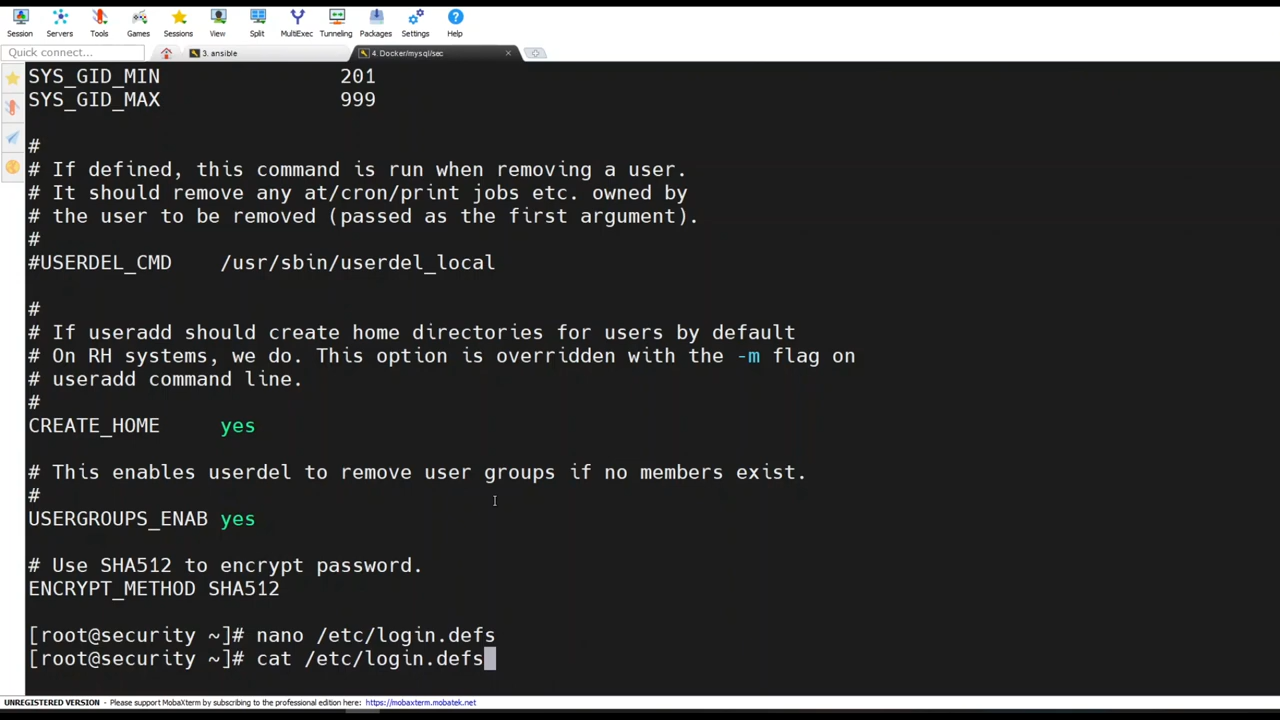 Session Servers Tools Games Sessions View Split MultiExec Tunneling Packages Settings Help
Quick connect... 3. ansible 4. Docker/mysql/sec
SYS_GID_MIN 201
SYS_GID_MAX 999
#
# If defined, this command is run when removing a user.
# It should remove any at/cron/print jobs etc. owned by
# the user to be removed (passed as the first argument).
#
#USERDEL_CMD /usr/sbin/userdel_local
#
# If useradd should create home directories for users by default
# On RH systems, we do. This option is overridden with the -m flag on
# useradd command line.
#
CREATE_HOME yes
# This enables userdel to remove user groups if no members exist.
#
USERGROUPS_ENAB yes
# Use SHA512 to encrypt password.
ENCRYPT_METHOD SHA512
[root@security ~]# nano /etc/login.defs
[root@security ~]# cat /etc/login.defs
UNREGISTERED VERSION - Please support MobaXterm by subscribing to the professional edition here: https://mobaxterm.mobatek.net